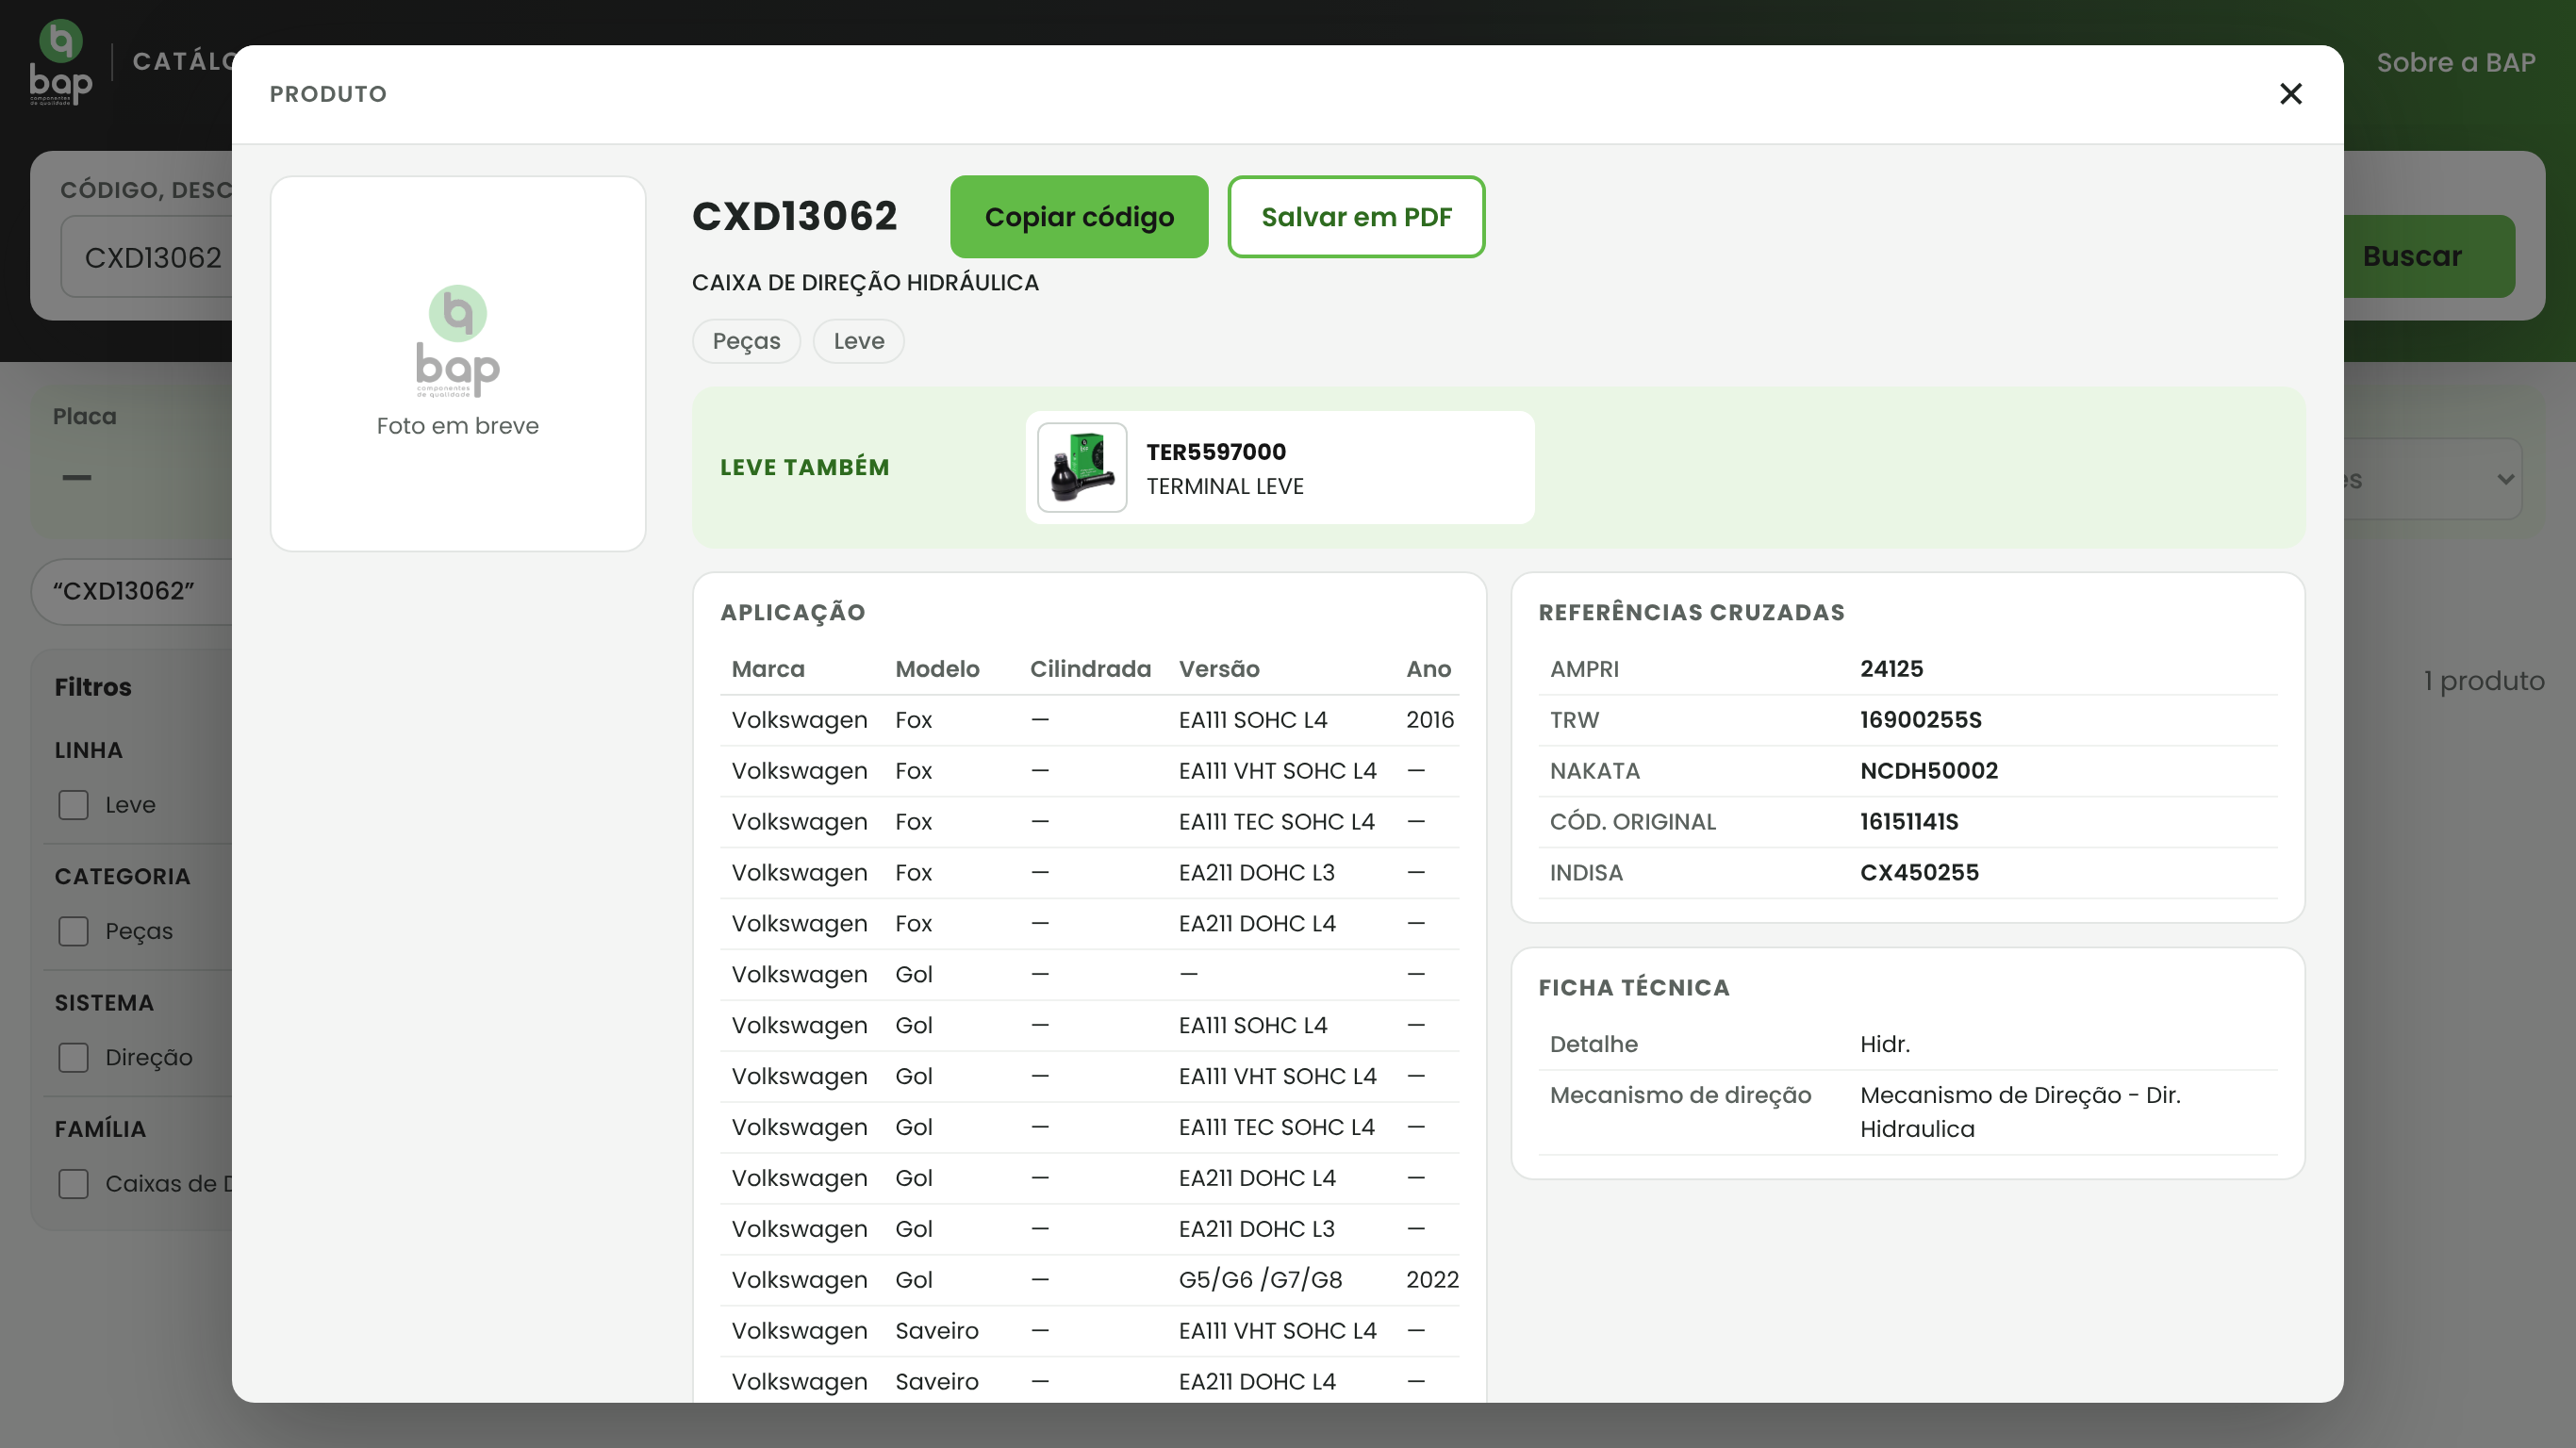 bap
componentes
de qualidade
CATÁLO
Sobre a BAP
CÓDIGO, DESC
CXD13062
Buscar
Placa
—
es
“CXD13062”
1 produto
Filtros
LINHA
Leve
CATEGORIA
Peças
SISTEMA
Direção
FAMÍLIA
Caixas de D
PRODUTO
bap
componentes
de qualidade
Foto em breve
CXD13062
Copiar código
Salvar em PDF
CAIXA DE DIREÇÃO HIDRÁULICA
Peças Leve
LEVE TAMBÉM
TER5597000
TERMINAL LEVE
APLICAÇÃO
Marca Modelo Cilindrada Versão Ano
Volkswagen Fox — EA111 SOHC L4 2016
Volkswagen Fox — EA111 VHT SOHC L4 —
Volkswagen Fox — EA111 TEC SOHC L4 —
Volkswagen Fox — EA211 DOHC L3 —
Volkswagen Fox — EA211 DOHC L4 —
Volkswagen Gol — — —
Volkswagen Gol — EA111 SOHC L4 —
Volkswagen Gol — EA111 VHT SOHC L4 —
Volkswagen Gol — EA111 TEC SOHC L4 —
Volkswagen Gol — EA211 DOHC L4 —
Volkswagen Gol — EA211 DOHC L3 —
Volkswagen Gol — G5/G6 /G7/G8 2022
Volkswagen Saveiro — EA111 VHT SOHC L4 —
Volkswagen Saveiro — EA211 DOHC L4 —
REFERÊNCIAS CRUZADAS
AMPRI 24125
TRW 16900255S
NAKATA NCDH50002
CÓD. ORIGINAL 16151141S
INDISA CX450255
FICHA TÉCNICA
Detalhe Hidr.
Mecanismo de direção Mecanismo de Direção - Dir.
Hidraulica